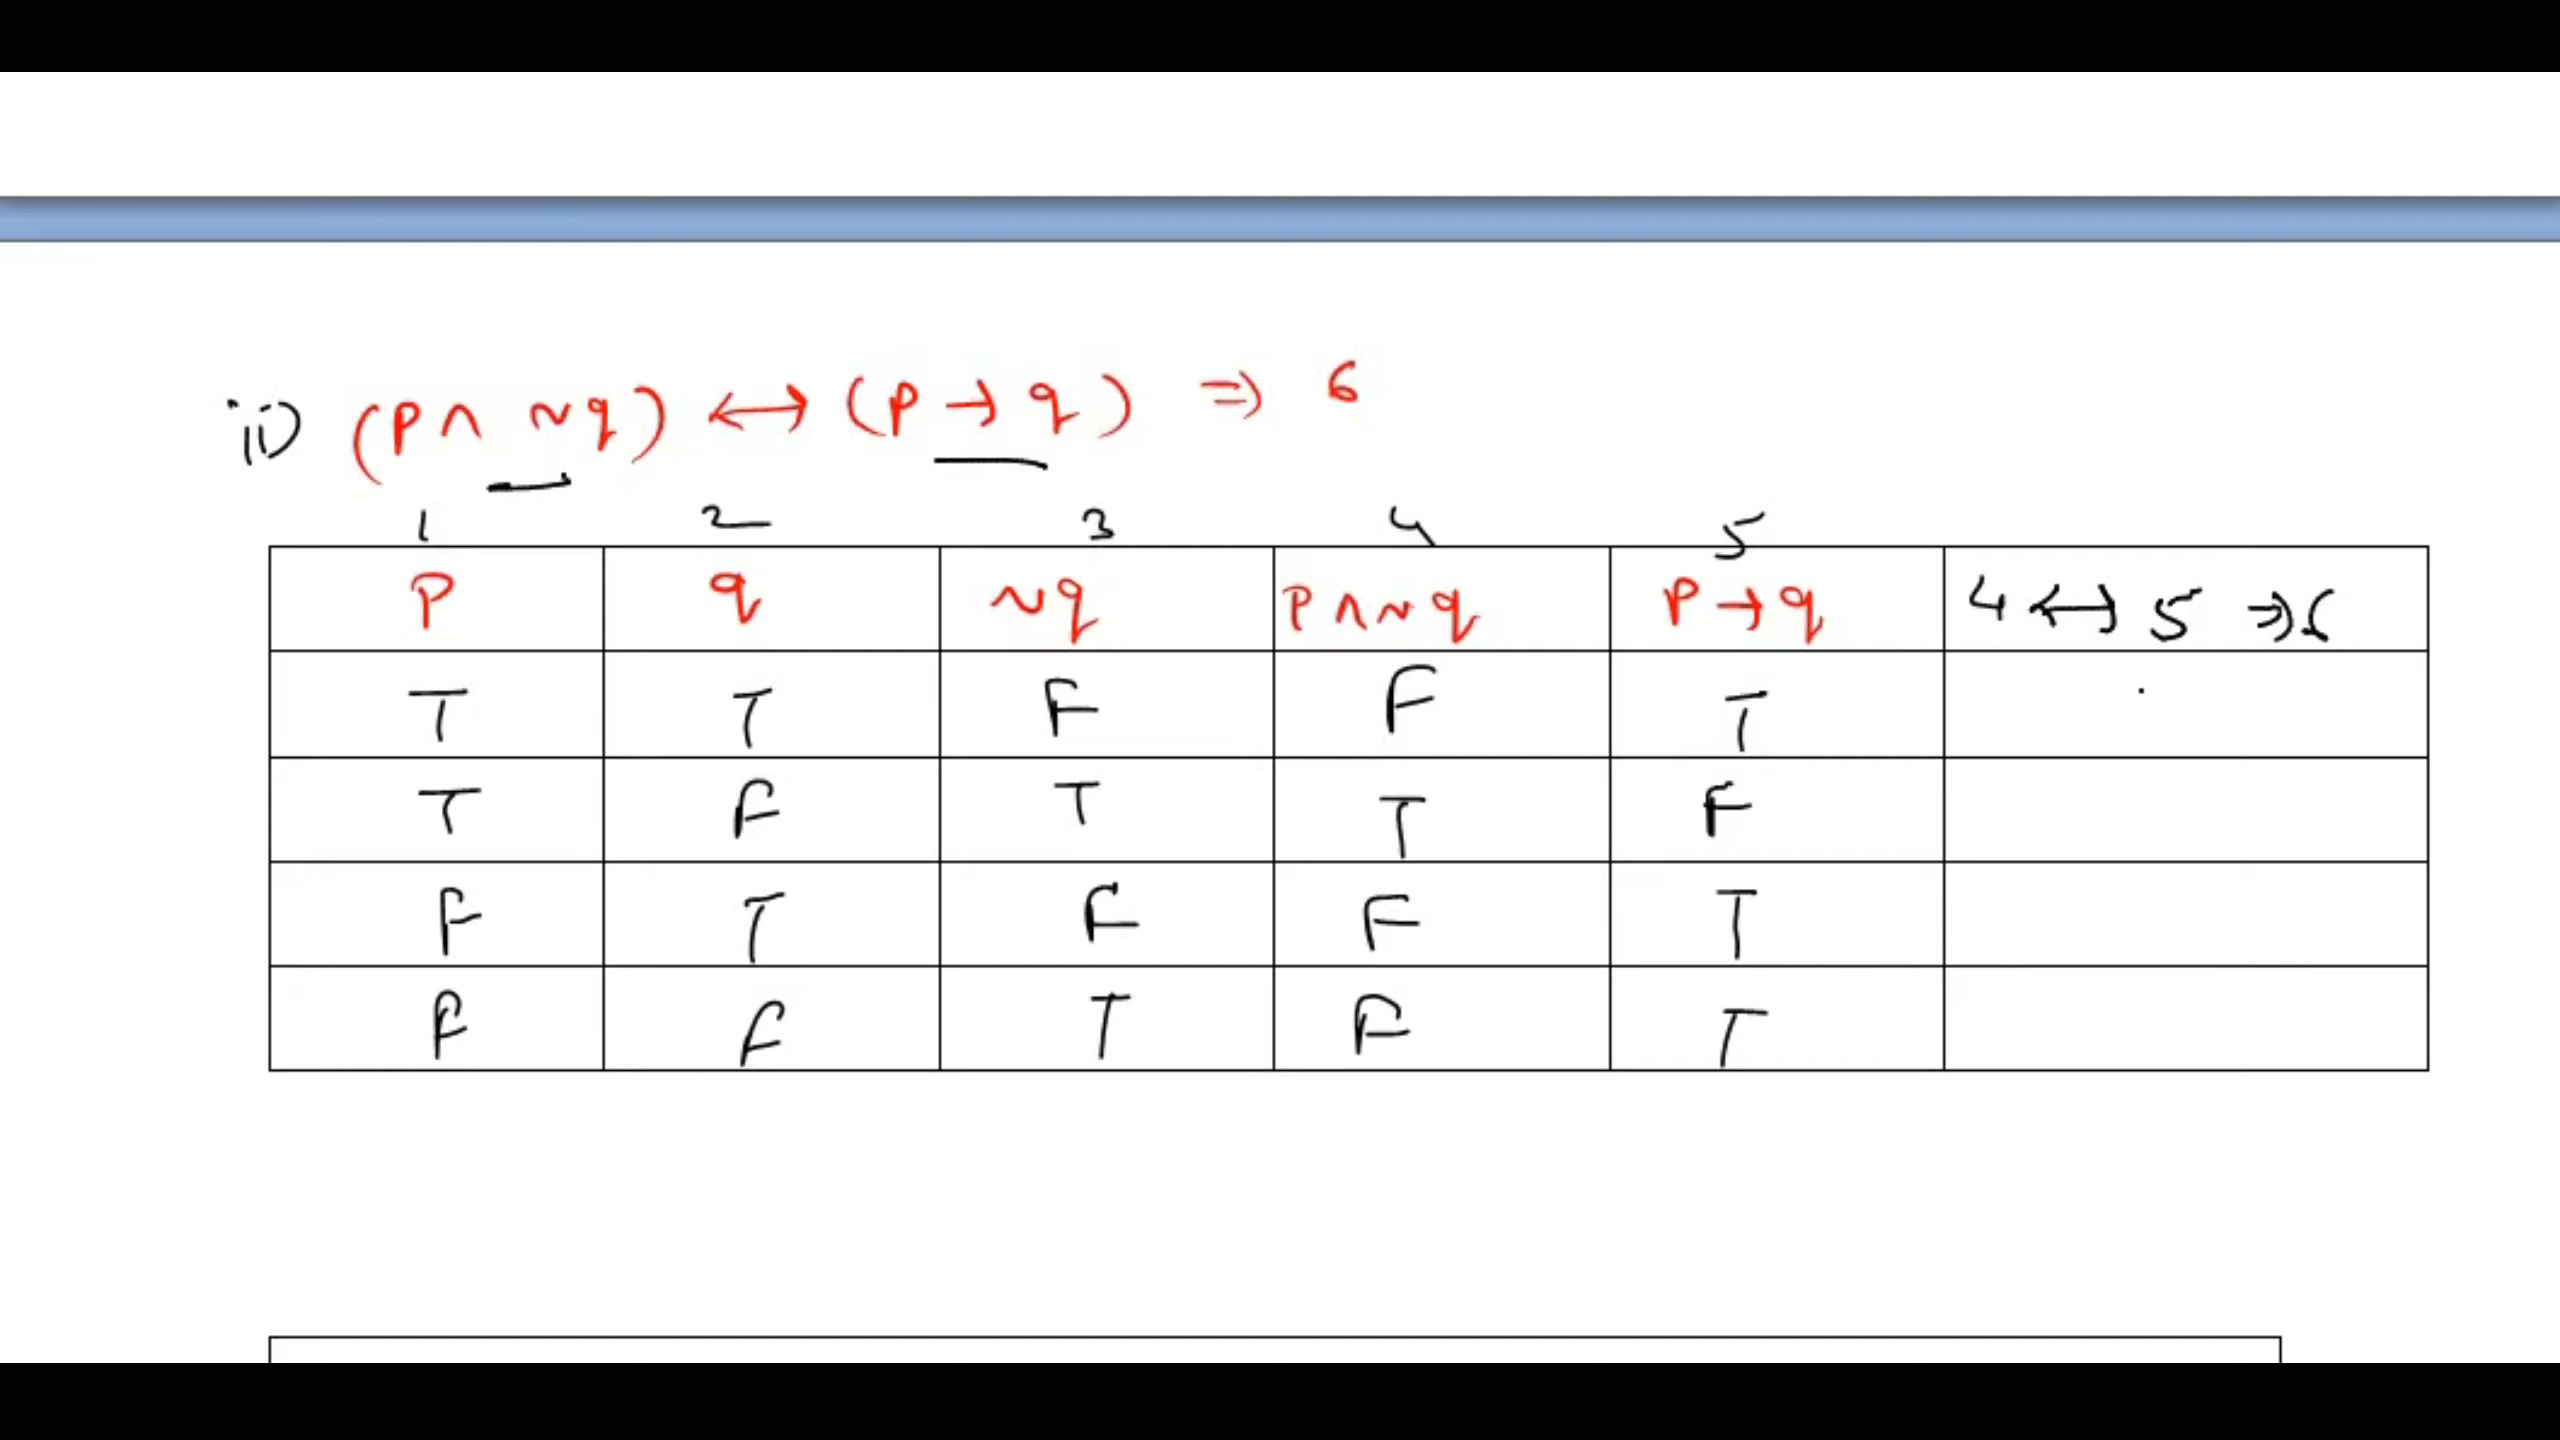 ii) (P ∧ ~q) ↔ (P → q) ⇒ 6
1 2 3 4 5
P q ~q P ∧ ~q P → q 4 ↔ 5 ⇒ 6
T T F F T
T F T T F
F T F F T
F F T F T